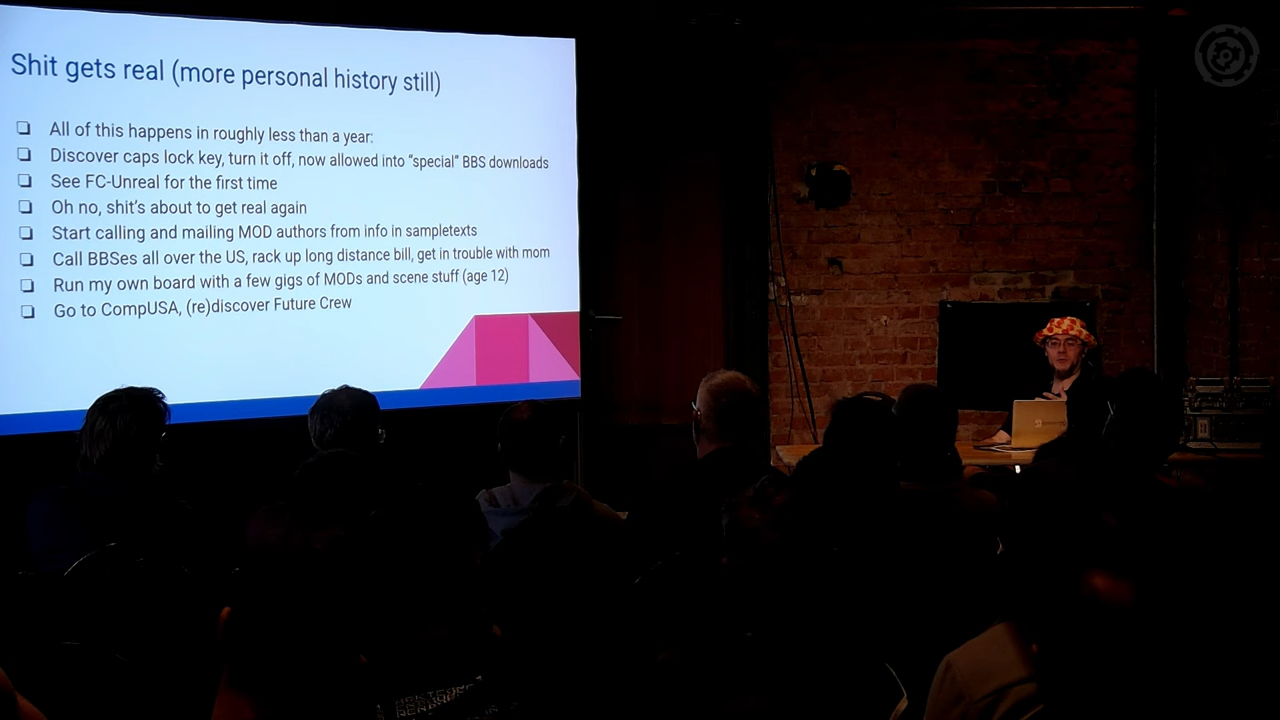 Shit gets real (more personal history still)
All of this happens in roughly less than a year:
Discover caps lock key, turn it off, now allowed into “special” BBS downloads
See FC-Unreal for the first time
Oh no, shit’s about to get real again
Start calling and mailing MOD authors from info in sampletexts
Call BBSes all over the US, rack up long distance bill, get in trouble with mom
Run my own board with a few gigs of MODs and scene stuff (age 12)
Go to CompUSA, (re)discover Future Crew